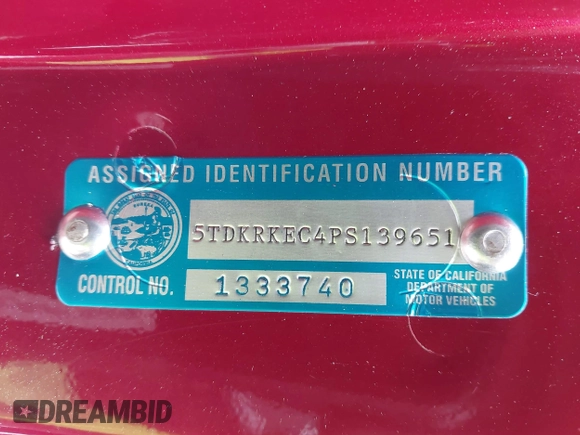 ASSIGNED IDENTIFICATION NUMBER
5TDKRKEC4PS139651
CONTROL NO. 1333740
STATE OF CALIFORNIA
DEPARTMENT OF
MOTOR VEHICLES
DREAMBID